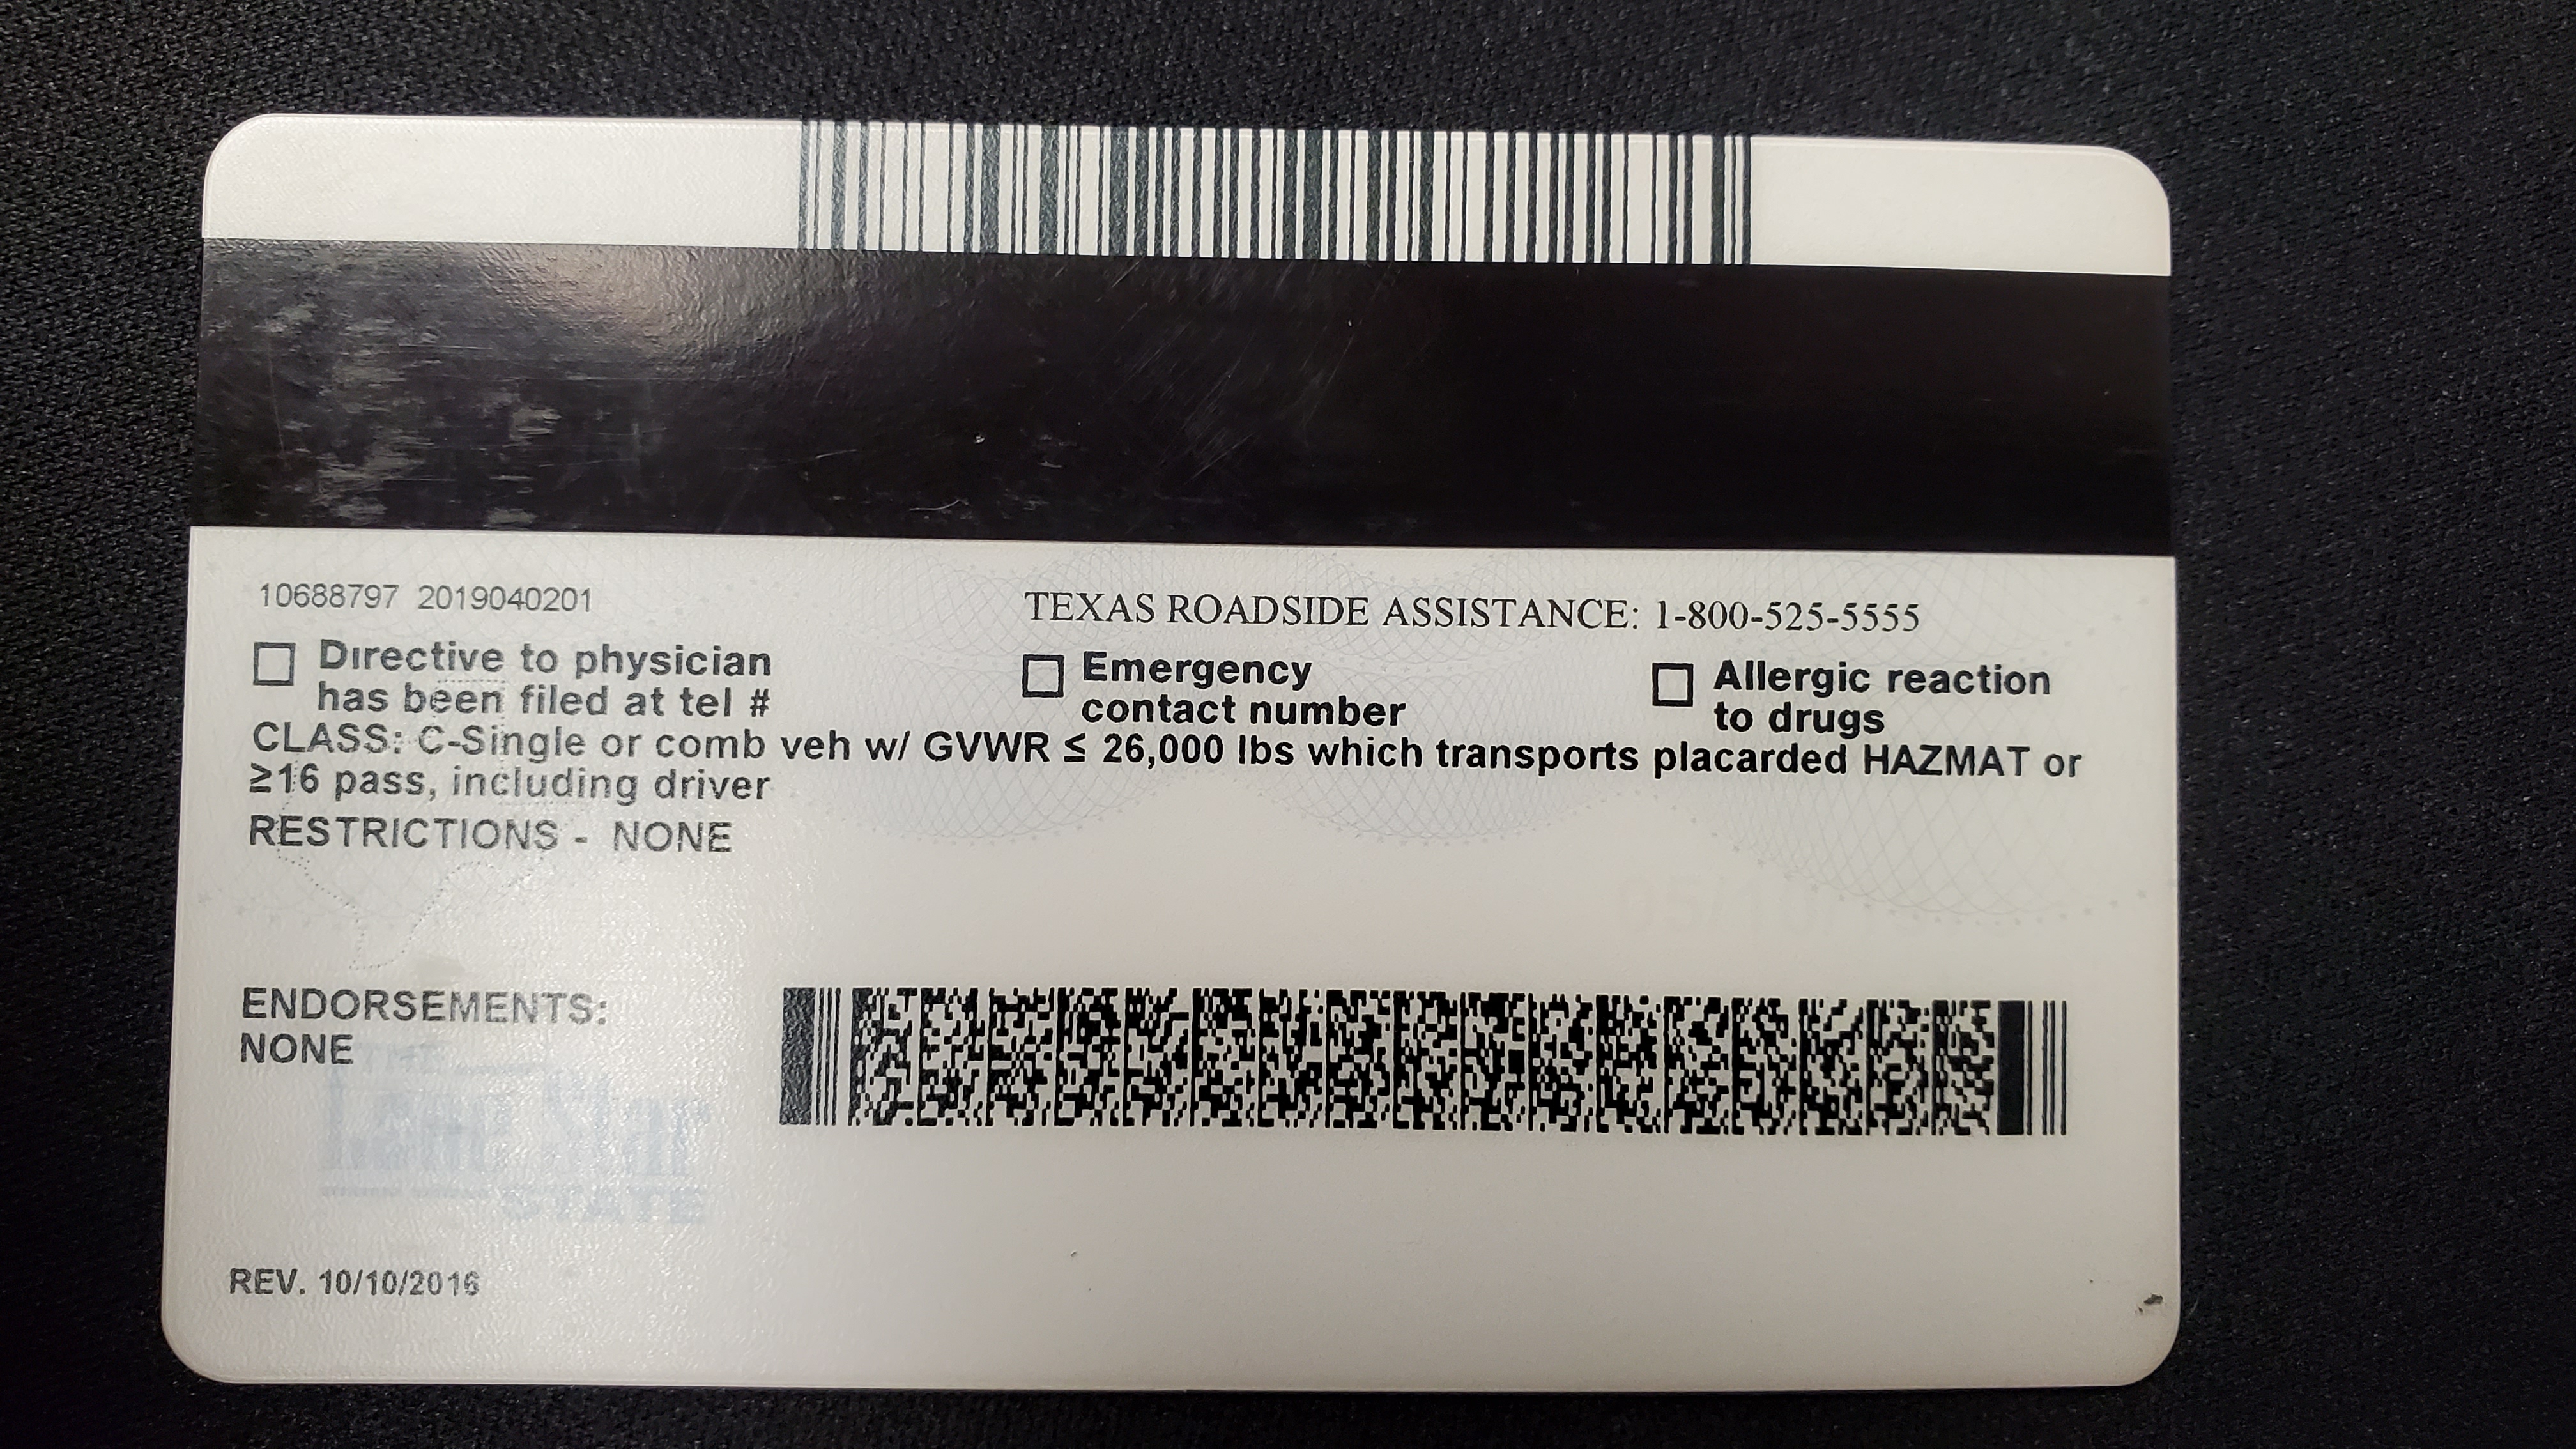 10688797 20190402​01
TEXAS ROADSIDE ASSISTANCE: 1-800-525-5555
Directive to physician
has been filed at tel #
Emergency
contact number
Allergic reaction
to drugs
CLASS: C-Single or comb veh w/ GVWR ≤ 26,000 lbs which transports placarded HAZMAT or
≥16 pass, including driver
RESTRICTIONS - NONE
ENDORSEMENTS:
NONE
REV. 10/10/2016